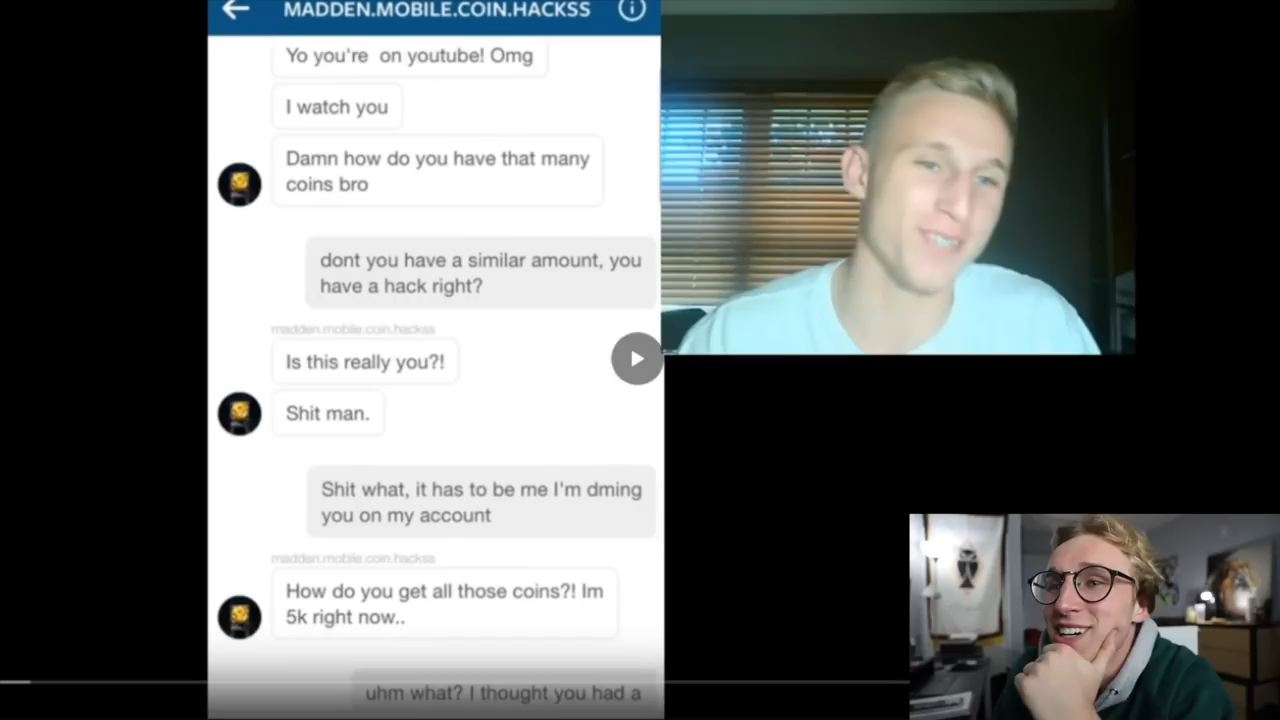 MADDEN.MOBILE.COIN.HACKSS
Yo you're on youtube! Omg
I watch you
Damn how do you have that many
coins bro
dont you have a similar amount, you
have a hack right?
madden.mobile.coin.hackss
Is this really you?!
Shit man.
Shit what, it has to be me I'm dming
you on my account
madden.mobile.coin.hackss
How do you get all those coins?! Im
5k right now..
uhm what? I thought you had a